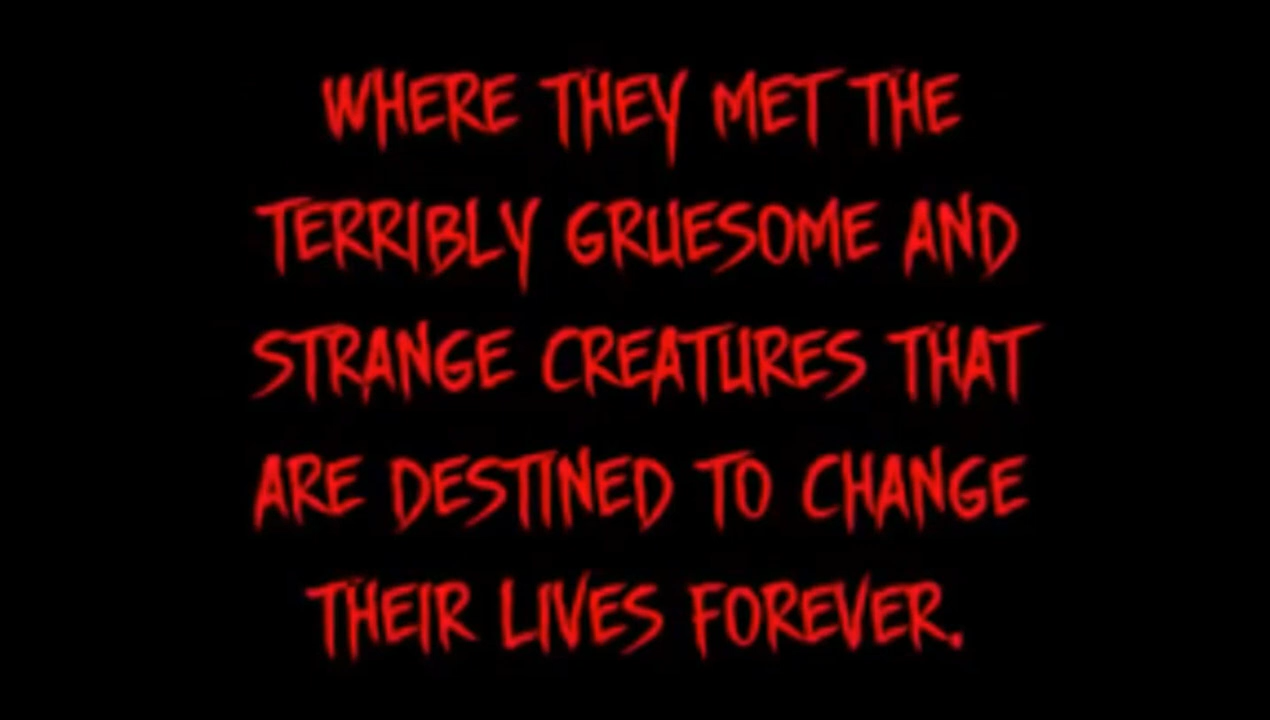 WHERE THEY MET THE
TERRIBLY GRUESOME AND
STRANGE CREATURES THAT
ARE DESTINED TO CHANGE
THEIR LIVES FOREVER.